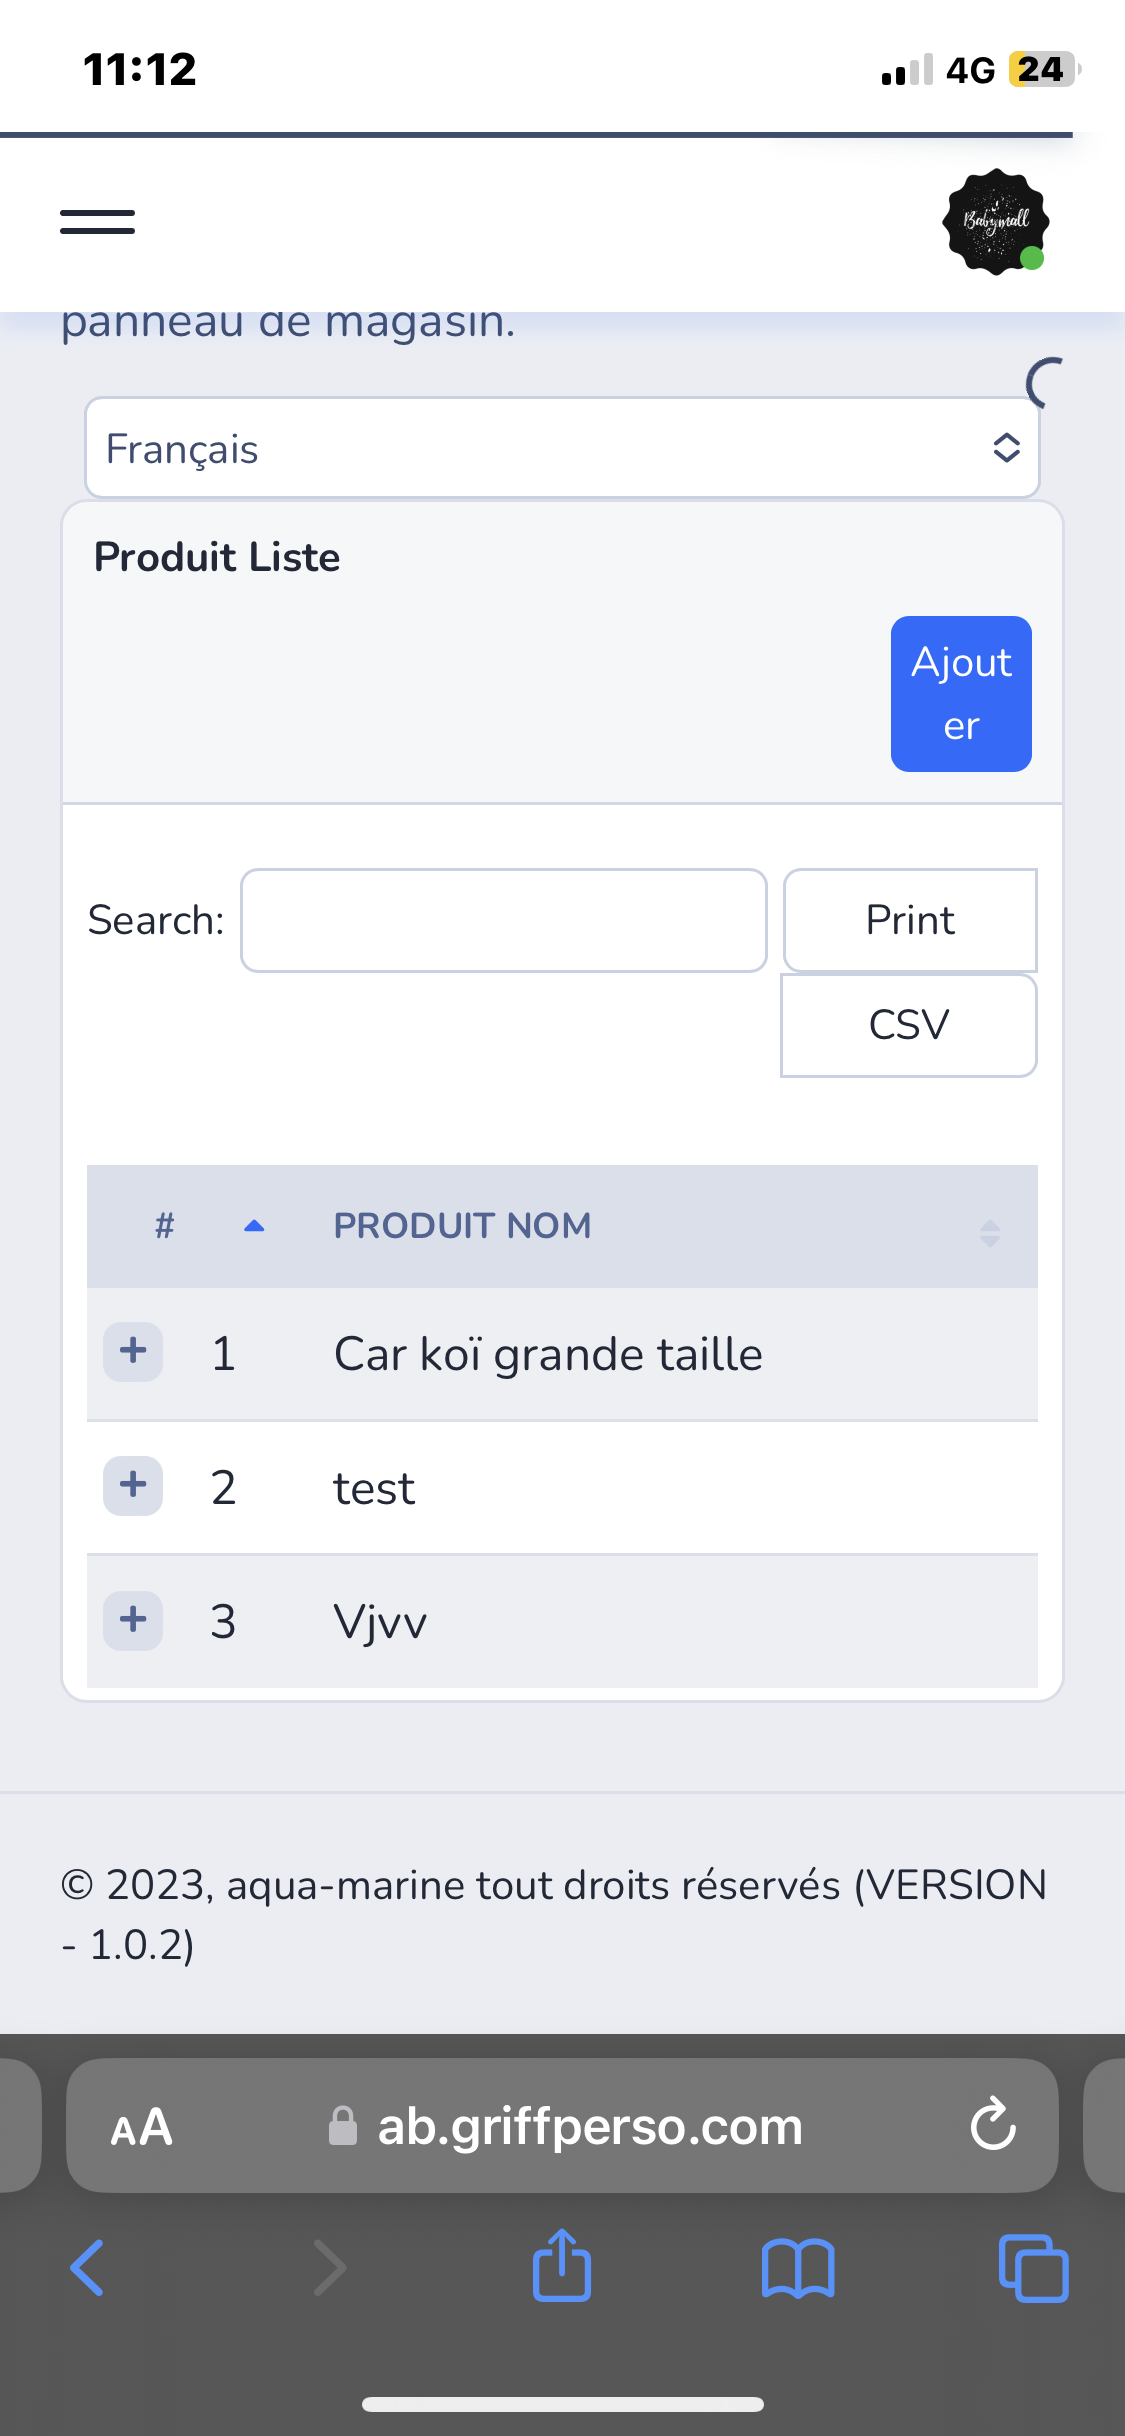 11:12
4G 24
Babymall
panneau de magasin.
Français
Produit Liste
Ajout
er
Search:
Print
CSV
# PRODUIT NOM
1 Car koï grande taille
2 test
3 Vjvv
© 2023, aqua-marine tout droits réservés (VERSION
- 1.0.2)
AA ab.griffperso.com